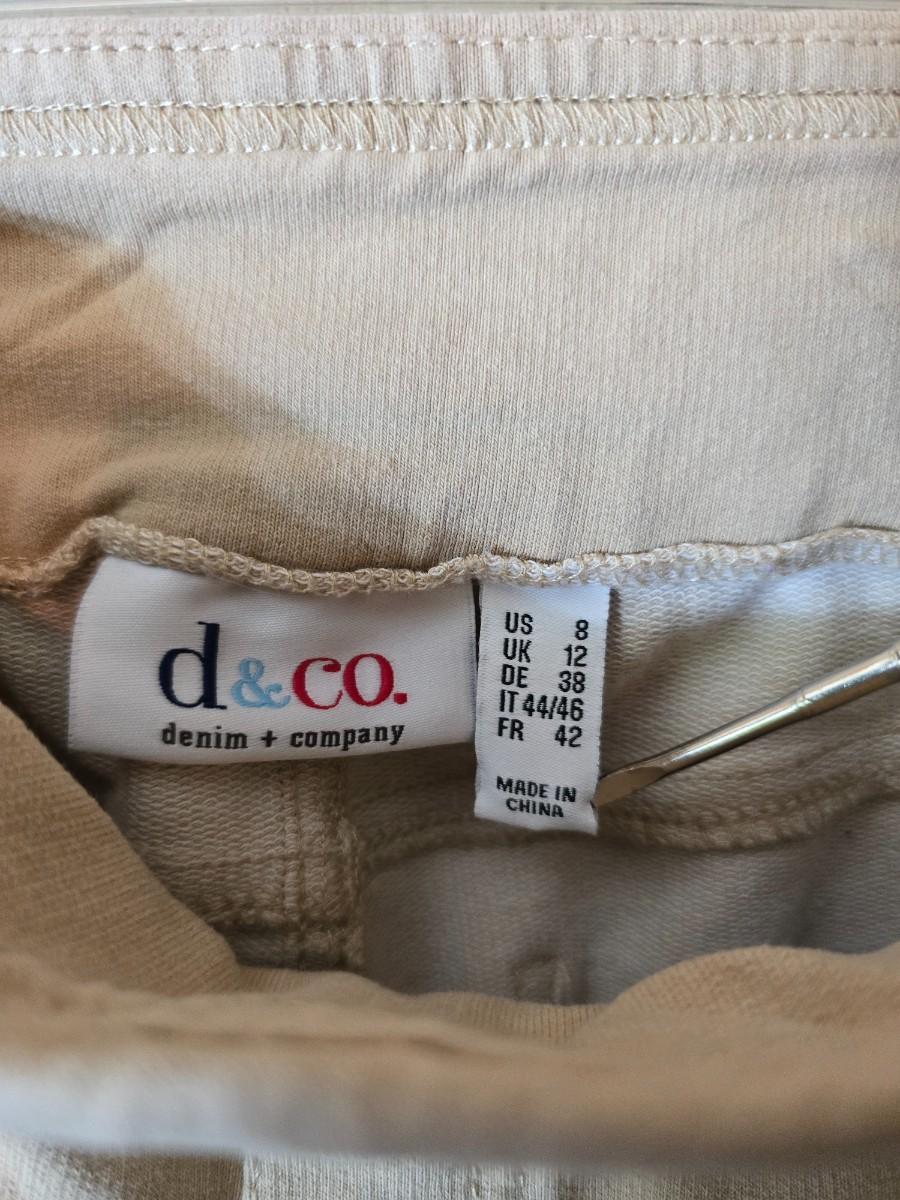 d&co.
denim + company
US 8
UK 12
DE 38
IT 44/46
FR 42
MADE IN
CHINA